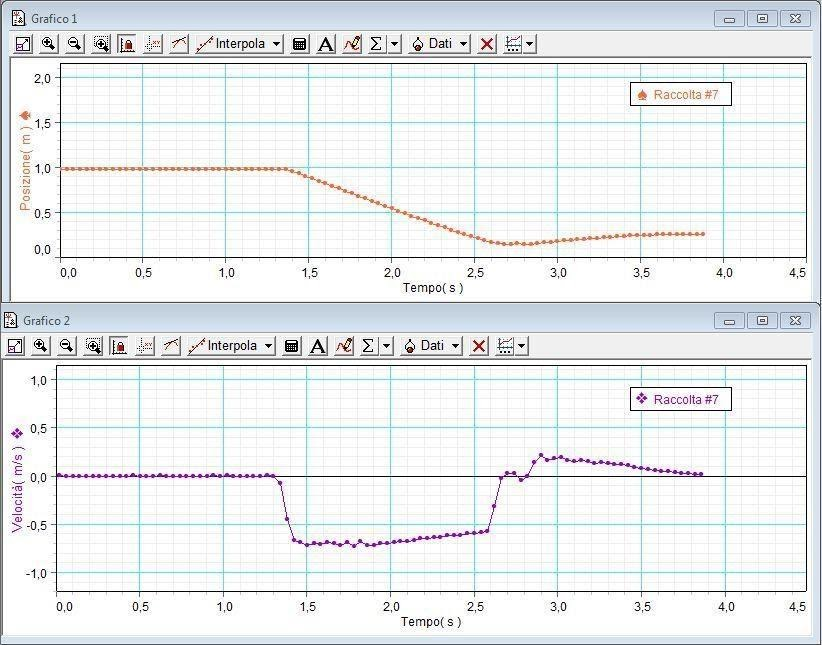 Grafico 1
Interpola
A
Σ
Dati
Raccolta #7
Posizione( m )
2,0
1,5
1,0
0,5
0,0
0,0 0,5 1,0 1,5 2,0 2,5 3,0 3,5 4,0 4,5
Tempo( s )
Grafico 2
Interpola
A
Σ
Dati
Raccolta #7
Velocità( m/s )
1,0
0,5
0,0
-0,5
-1,0
0,0 0,5 1,0 1,5 2,0 2,5 3,0 3,5 4,0 4,5
Tempo( s )